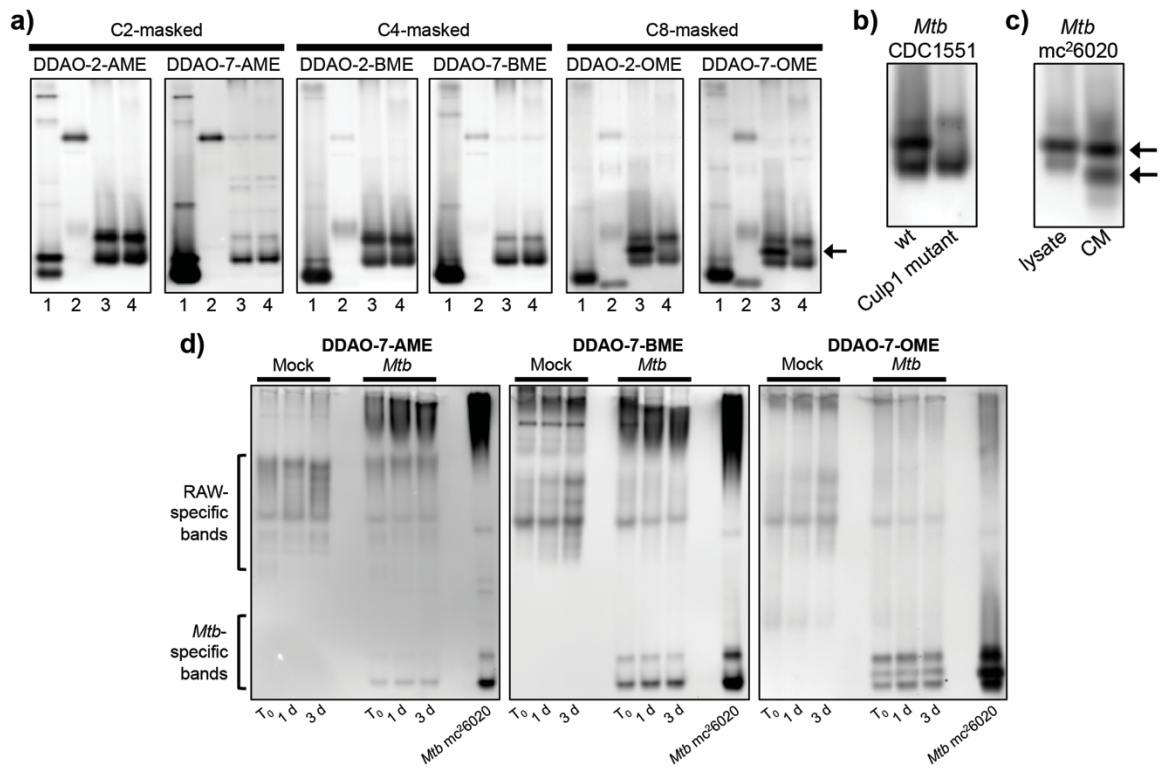 a)
C2-masked
C4-masked
C8-masked
DDAO-2-AME
DDAO-7-AME
DDAO-2-BME
DDAO-7-BME
DDAO-2-OME
DDAO-7-OME
1 2 3 4
1 2 3 4
1 2 3 4
1 2 3 4
1 2 3 4
1 2 3 4
b)
Mtb
CDC1551
wt
Culp1 mutant
c)
Mtb
mc²6020
lysate
CM
d)
DDAO-7-AME
Mock
Mtb
DDAO-7-BME
Mock
Mtb
DDAO-7-OME
Mock
Mtb
RAW-
specific
bands
Mtb-
specific
bands
T₀ 1 d 3 d
T₀ 1 d 3 d
Mtb mc²6020
T₀ 1 d 3 d
T₀ 1 d 3 d
Mtb mc²6020
T₀ 1 d 3 d
T₀ 1 d 3 d
Mtb mc²6020